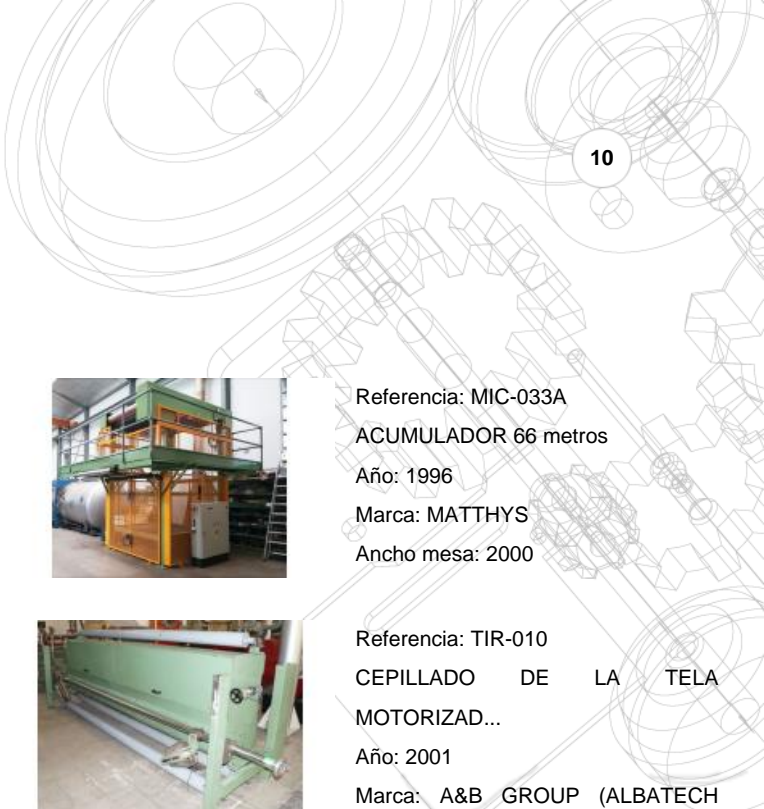 10
Referencia: MIC-033A
ACUMULADOR 66 metros
Año: 1996
Marca: MATTHYS
Ancho mesa: 2000
Referencia: TIR-010
CEPILLADO DE LA TELA
MOTORIZAD...
Año: 2001
Marca: A&B GROUP (ALBATECH